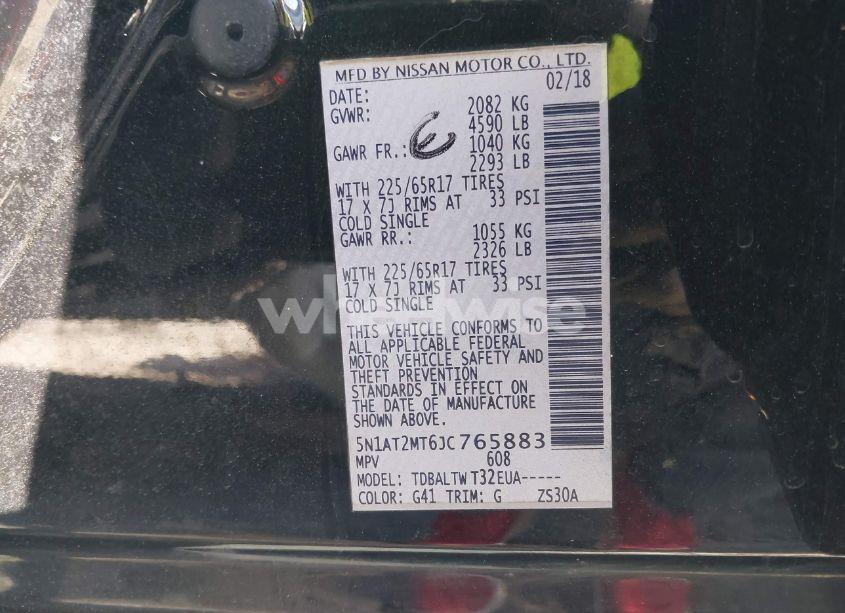 MFD BY NISSAN MOTOR CO., LTD.
DATE: 02/18
GVWR: 2082 KG
4590 LB
GAWR FR.: 1040 KG
2293 LB
WITH 225/65R17 TIRES
17 X 7J RIMS AT 33 PSI
COLD SINGLE
GAWR RR.: 1055 KG
2326 LB
WITH 225/65R17 TIRES
17 X 7J RIMS AT 33 PSI
COLD SINGLE
THIS VEHICLE CONFORMS TO
ALL APPLICABLE FEDERAL
MOTOR VEHICLE SAFETY AND
THEFT PREVENTION
STANDARDS IN EFFECT ON
THE DATE OF MANUFACTURE
SHOWN ABOVE.
5N1AT2MT6JC765883
MPV 608
MODEL: TDBALTW T32EUA-----
COLOR: G41 TRIM: G ZS30A